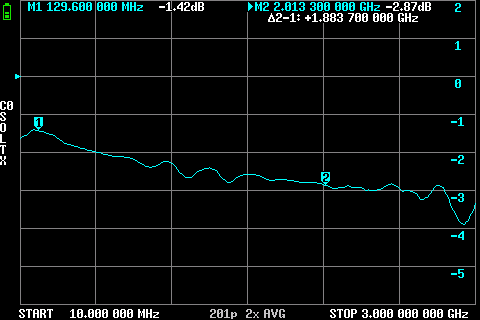 M1 129.600 000 MHz -1.42dB M2 2.013 300 000 GHz -2.87dB
Δ2-1: +1.883 700 000 GHz
2
1
0
-1
-2
-3
-4
-5
C0
S
O
L
T
1
2
START 10.000 000 MHz 201p 2x AVG STOP 3.000 000 000 GHz